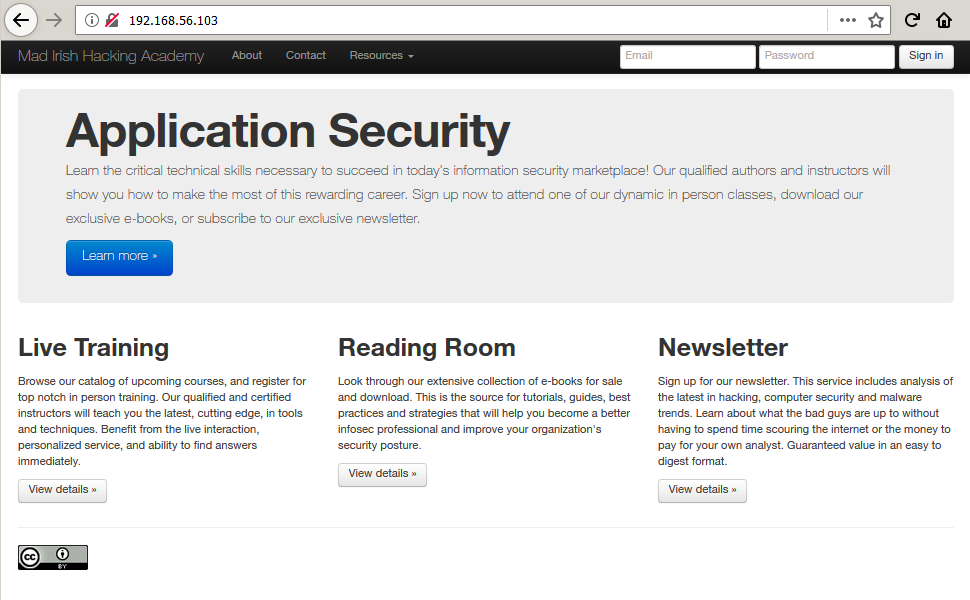 192.168.56.103
Mad Irish Hacking Academy About Contact Resources Email Password Sign in
Application Security
Learn the critical technical skills necessary to succeed in today's information security marketplace! Our qualified authors and instructors will
show you how to make the most of this rewarding career. Sign up now to attend one of our dynamic in person classes, download our
exclusive e-books, or subscribe to our exclusive newsletter.
Learn more »
Live Training
Browse our catalog of upcoming courses, and register for
top notch in person training. Our qualified and certified
instructors will teach you the latest, cutting edge, in tools
and techniques. Benefit from the live interaction,
personalized service, and ability to find answers
immediately.
View details »
Reading Room
Look through our extensive collection of e-books for sale
and download. This is the source for tutorials, guides, best
practices and strategies that will help you become a better
infosec professional and improve your organization's
security posture.
View details »
Newsletter
Sign up for our newsletter. This service includes analysis of
the latest in hacking, computer security and malware
trends. Learn about what the bad guys are up to without
having to spend time scouring the internet or the money to
pay for your own analyst. Guaranteed value in an easy to
digest format.
View details »
cc
BY